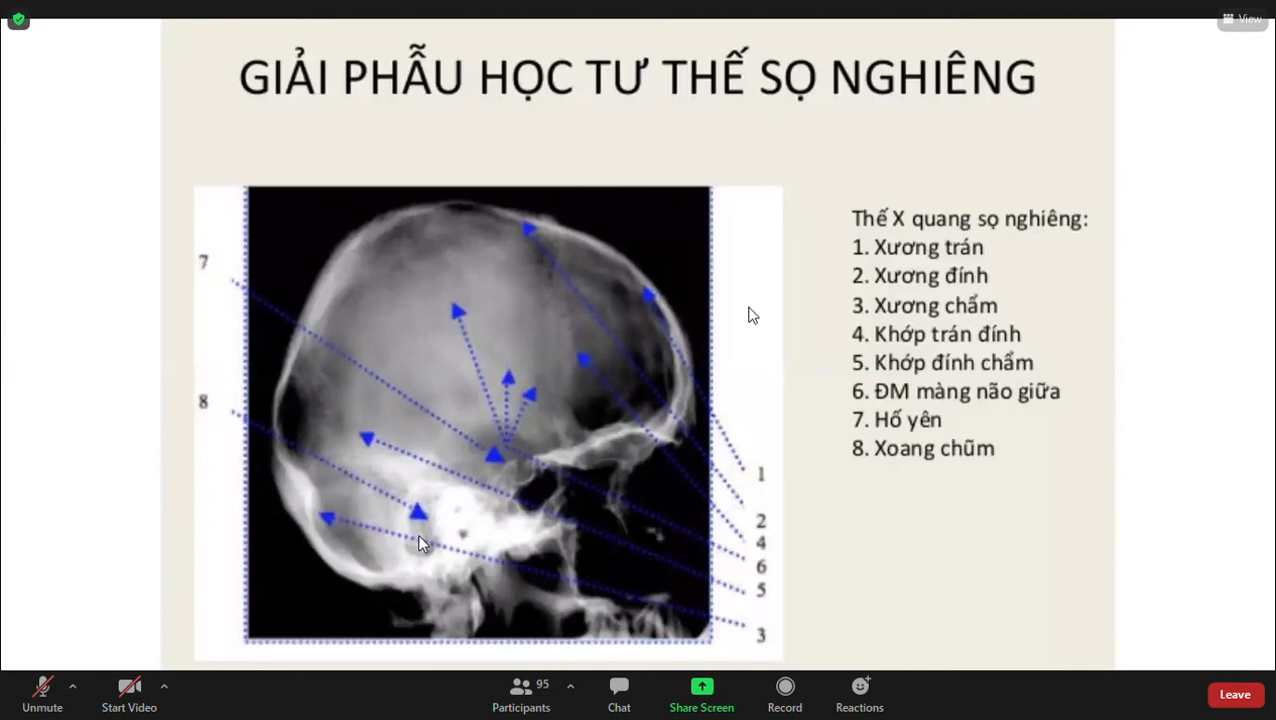 View
GIẢI PHẪU HỌC TƯ THẾ SỌ NGHIÊNG
7
8
1
2
4
6
5
3
Thế X quang sọ nghiêng:
1. Xương trán
2. Xương đính
3. Xương chẩm
4. Khớp trán đính
5. Khớp đính chẩm
6. ĐM màng não giữa
7. Hố yên
8. Xoang chũm
Unmute
Start Video
95
Participants
Chat
Share Screen
Record
Reactions
Leave